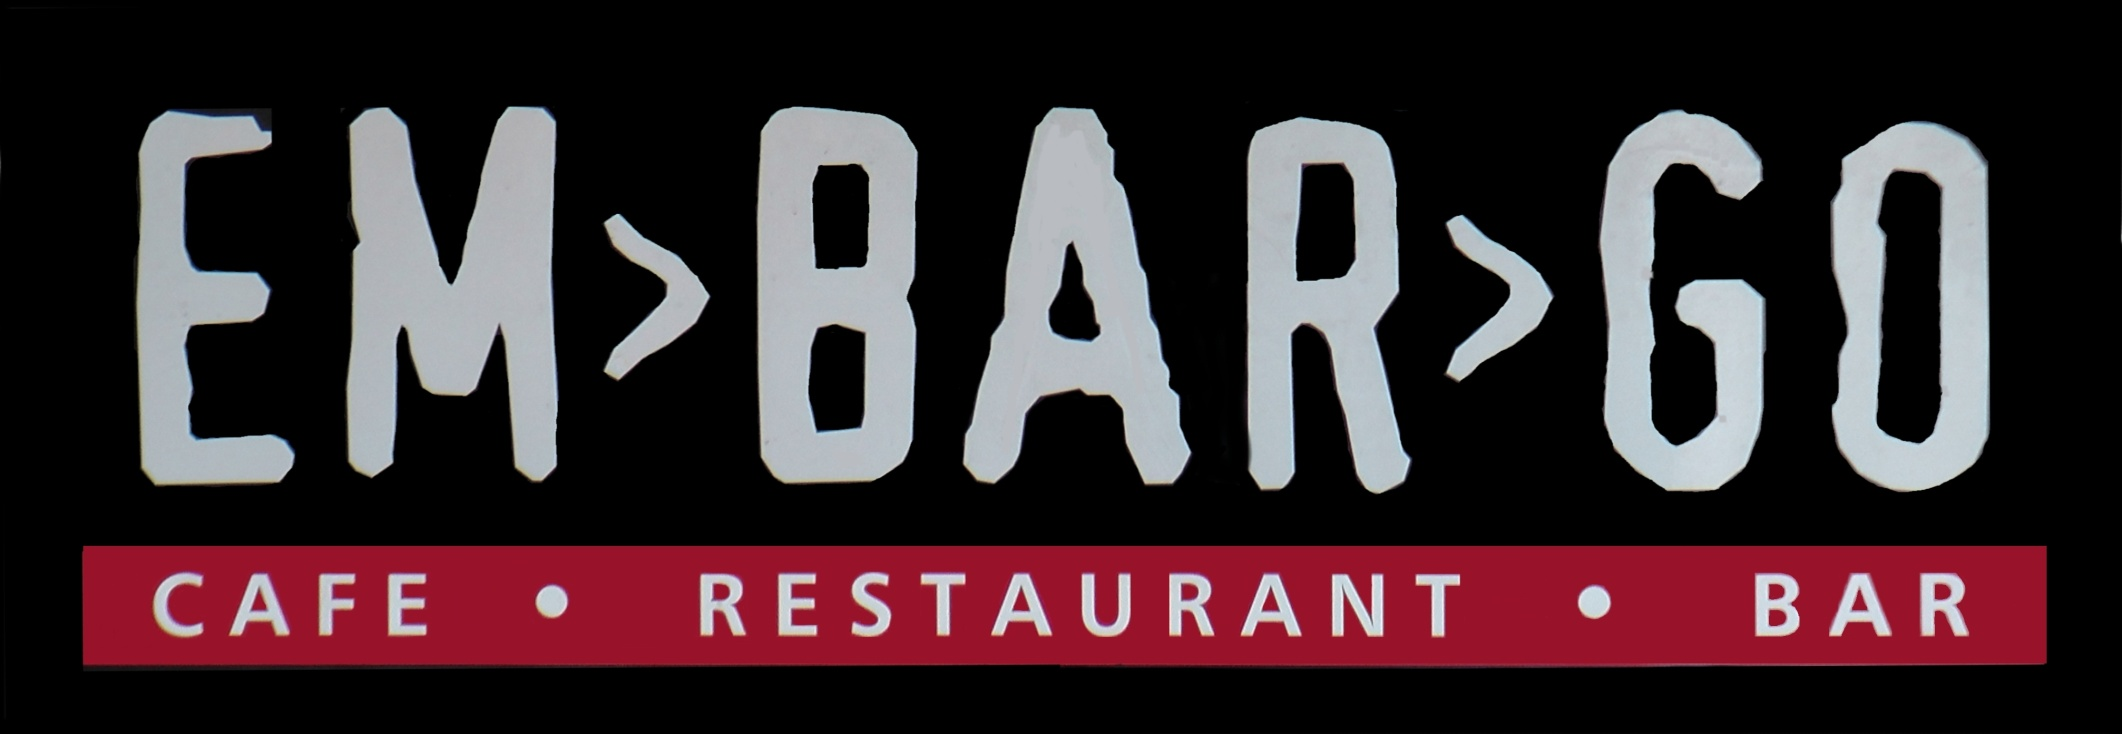 EM>BAR>GO
CAFE • RESTAURANT • BAR